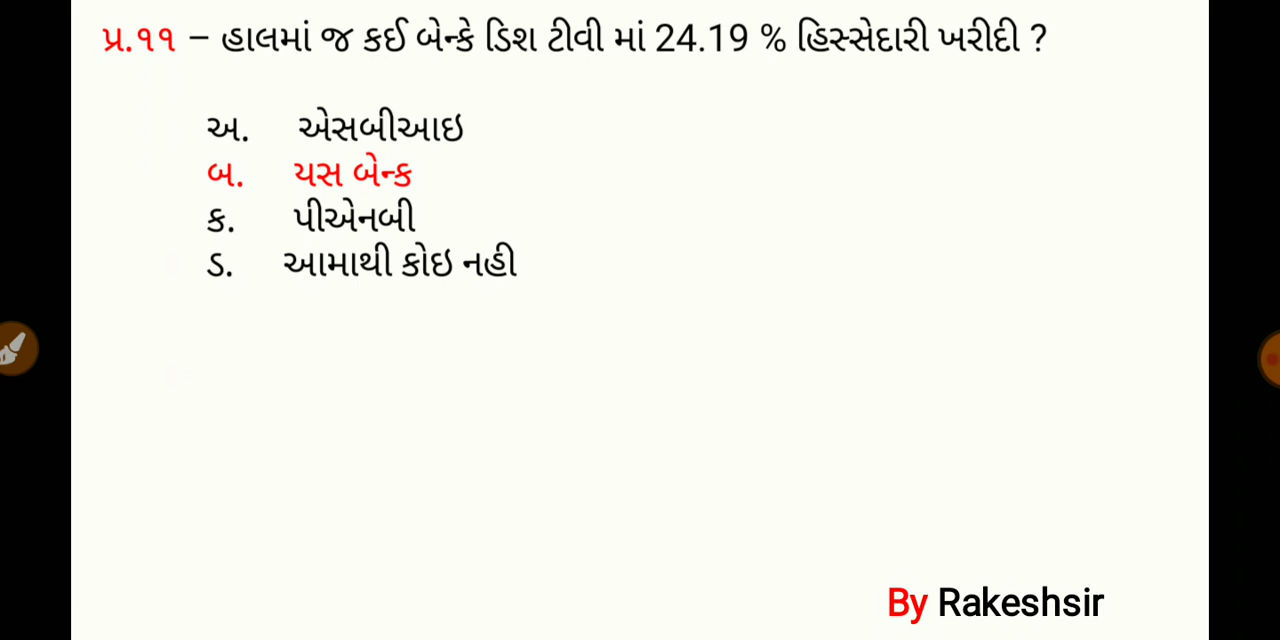 પ્ર.૧૧ – હાલમાં જ કઈ બેન્કે ડિશ ટીવી માં 24.19 % હિસ્સેદારી ખરીદી ?
અ. એસબીઆઇ
બ. યસ બેન્ક
ક. પીએનબી
ડ. આમાથી કોઇ નહી
By Rakeshsir